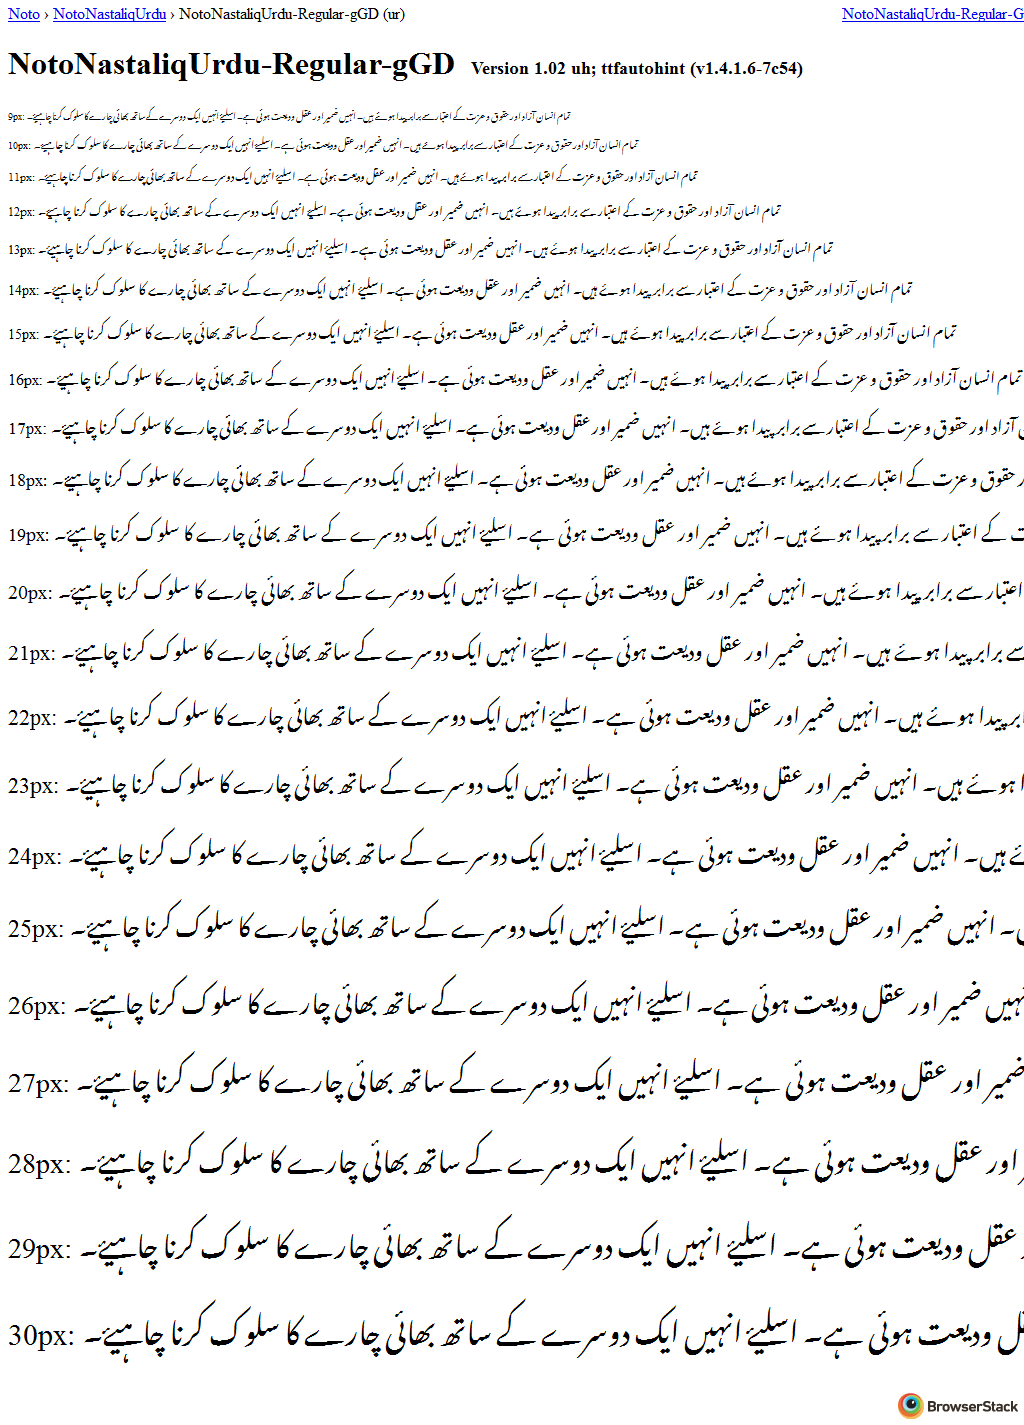 Noto › NotoNastaliqUrdu › NotoNastaliqUrdu-Regular-gGD (ur) NotoNastaliqUrdu-Regular-G
NotoNastaliqUrdu-Regular-gGD Version 1.02 uh; ttfautohint (v1.4.1.6-7c54)
9px: تمام انسان آزاد اور حقوق و عزت کے اعتبار سے برابر پیدا ہوئے ہیں۔ انہیں ضمیر اور عقل ودیعت ہوئی ہے۔ اسلیۓ انہیں ایک دوسرے کے ساتھ بھائی چارے کا سلوک کرنا چاہیۓ۔
10px: تمام انسان آزاد اور حقوق و عزت کے اعتبار سے برابر پیدا ہوئے ہیں۔ انہیں ضمیر اور عقل ودیعت ہوئی ہے۔ اسلیۓ انہیں ایک دوسرے کے ساتھ بھائی چارے کا سلوک کرنا چاہیۓ۔
11px: تمام انسان آزاد اور حقوق و عزت کے اعتبار سے برابر پیدا ہوئے ہیں۔ انہیں ضمیر اور عقل ودیعت ہوئی ہے۔ اسلیۓ انہیں ایک دوسرے کے ساتھ بھائی چارے کا سلوک کرنا چاہیۓ۔
12px: تمام انسان آزاد اور حقوق و عزت کے اعتبار سے برابر پیدا ہوئے ہیں۔ انہیں ضمیر اور عقل ودیعت ہوئی ہے۔ اسلیۓ انہیں ایک دوسرے کے ساتھ بھائی چارے کا سلوک کرنا چاہیۓ۔
13px: تمام انسان آزاد اور حقوق و عزت کے اعتبار سے برابر پیدا ہوئے ہیں۔ انہیں ضمیر اور عقل ودیعت ہوئی ہے۔ اسلیۓ انہیں ایک دوسرے کے ساتھ بھائی چارے کا سلوک کرنا چاہیۓ۔
14px: تمام انسان آزاد اور حقوق و عزت کے اعتبار سے برابر پیدا ہوئے ہیں۔ انہیں ضمیر اور عقل ودیعت ہوئی ہے۔ اسلیۓ انہیں ایک دوسرے کے ساتھ بھائی چارے کا سلوک کرنا چاہیۓ۔
15px: تمام انسان آزاد اور حقوق و عزت کے اعتبار سے برابر پیدا ہوئے ہیں۔ انہیں ضمیر اور عقل ودیعت ہوئی ہے۔ اسلیۓ انہیں ایک دوسرے کے ساتھ بھائی چارے کا سلوک کرنا چاہیۓ۔
16px: تمام انسان آزاد اور حقوق و عزت کے اعتبار سے برابر پیدا ہوئے ہیں۔ انہیں ضمیر اور عقل ودیعت ہوئی ہے۔ اسلیۓ انہیں ایک دوسرے کے ساتھ بھائی چارے کا سلوک کرنا چاہیۓ۔
17px: آزاد اور حقوق و عزت کے اعتبار سے برابر پیدا ہوئے ہیں۔ انہیں ضمیر اور عقل ودیعت ہوئی ہے۔ اسلیۓ انہیں ایک دوسرے کے ساتھ بھائی چارے کا سلوک کرنا چاہیۓ۔
18px: حقوق و عزت کے اعتبار سے برابر پیدا ہوئے ہیں۔ انہیں ضمیر اور عقل ودیعت ہوئی ہے۔ اسلیۓ انہیں ایک دوسرے کے ساتھ بھائی چارے کا سلوک کرنا چاہیۓ۔
19px: کے اعتبار سے برابر پیدا ہوئے ہیں۔ انہیں ضمیر اور عقل ودیعت ہوئی ہے۔ اسلیۓ انہیں ایک دوسرے کے ساتھ بھائی چارے کا سلوک کرنا چاہیۓ۔
20px: اعتبار سے برابر پیدا ہوئے ہیں۔ انہیں ضمیر اور عقل ودیعت ہوئی ہے۔ اسلیۓ انہیں ایک دوسرے کے ساتھ بھائی چارے کا سلوک کرنا چاہیۓ۔
21px: سے برابر پیدا ہوئے ہیں۔ انہیں ضمیر اور عقل ودیعت ہوئی ہے۔ اسلیۓ انہیں ایک دوسرے کے ساتھ بھائی چارے کا سلوک کرنا چاہیۓ۔
22px: پیدا ہوئے ہیں۔ انہیں ضمیر اور عقل ودیعت ہوئی ہے۔ اسلیۓ انہیں ایک دوسرے کے ساتھ بھائی چارے کا سلوک کرنا چاہیۓ۔
23px: ہوئے ہیں۔ انہیں ضمیر اور عقل ودیعت ہوئی ہے۔ اسلیۓ انہیں ایک دوسرے کے ساتھ بھائی چارے کا سلوک کرنا چاہیۓ۔
24px: ہیں۔ انہیں ضمیر اور عقل ودیعت ہوئی ہے۔ اسلیۓ انہیں ایک دوسرے کے ساتھ بھائی چارے کا سلوک کرنا چاہیۓ۔
25px: انہیں ضمیر اور عقل ودیعت ہوئی ہے۔ اسلیۓ انہیں ایک دوسرے کے ساتھ بھائی چارے کا سلوک کرنا چاہیۓ۔
26px: ضمیر اور عقل ودیعت ہوئی ہے۔ اسلیۓ انہیں ایک دوسرے کے ساتھ بھائی چارے کا سلوک کرنا چاہیۓ۔
27px: ضمیر اور عقل ودیعت ہوئی ہے۔ اسلیۓ انہیں ایک دوسرے کے ساتھ بھائی چارے کا سلوک کرنا چاہیۓ۔
28px: اور عقل ودیعت ہوئی ہے۔ اسلیۓ انہیں ایک دوسرے کے ساتھ بھائی چارے کا سلوک کرنا چاہیۓ۔
29px: عقل ودیعت ہوئی ہے۔ اسلیۓ انہیں ایک دوسرے کے ساتھ بھائی چارے کا سلوک کرنا چاہیۓ۔
30px: ودیعت ہوئی ہے۔ اسلیۓ انہیں ایک دوسرے کے ساتھ بھائی چارے کا سلوک کرنا چاہیۓ۔
BrowserStack